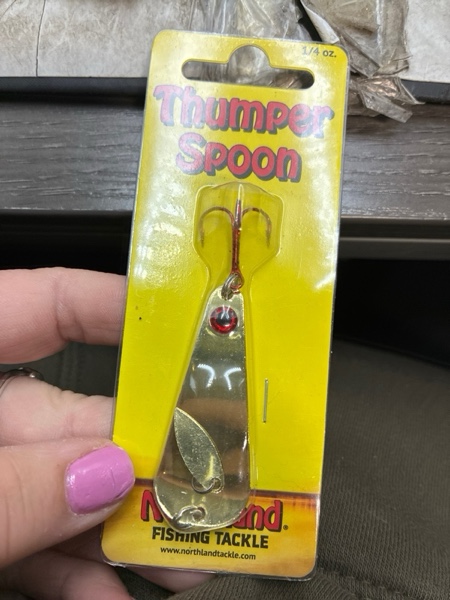 1/4 oz.
Thumper
Spoon
Northland®
FISHING TACKLE
www.northlandtackle.com